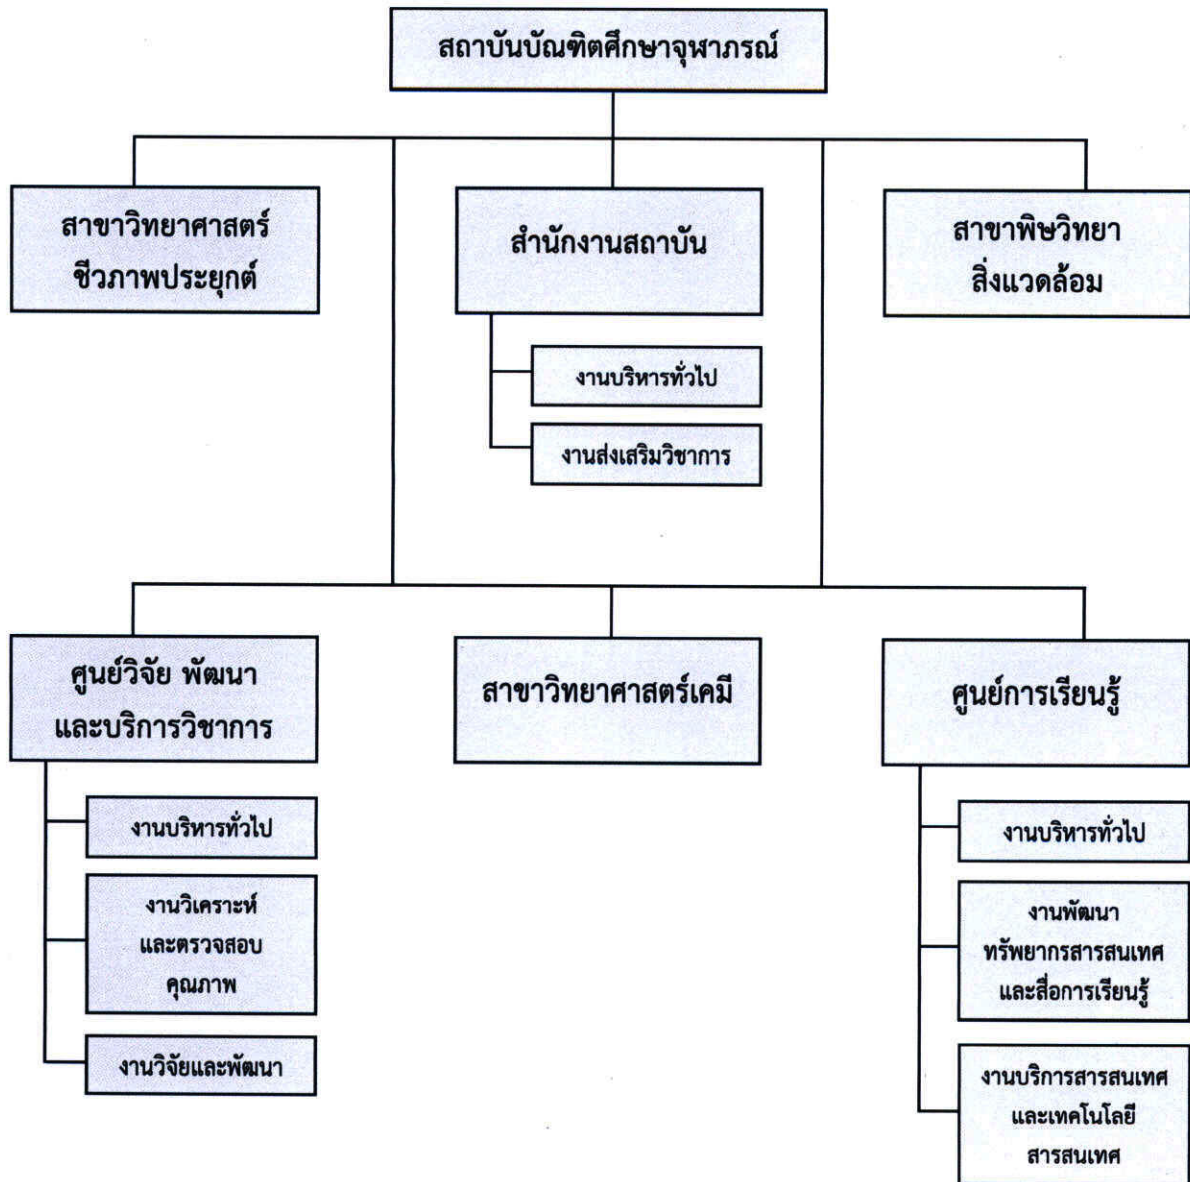 สถาบันบัณฑิตศึกษาจุฬาภรณ์
สาขาวิทยาศาสตร์
ชีวภาพประยุกต์
สำนักงานสถาบัน
งานบริหารทั่วไป
งานส่งเสริมวิชาการ
สาขาพิษวิทยา
สิ่งแวดล้อม
ศูนย์วิจัย พัฒนา
และบริการวิชาการ
งานบริหารทั่วไป
งานวิเคราะห์
และตรวจสอบ
คุณภาพ
งานวิจัยและพัฒนา
สาขาวิทยาศาสตร์เคมี
ศูนย์การเรียนรู้
งานบริหารทั่วไป
งานพัฒนา
ทรัพยากรสารสนเทศ
และสื่อการเรียนรู้
งานบริการสารสนเทศ
และเทคโนโลยี
สารสนเทศ